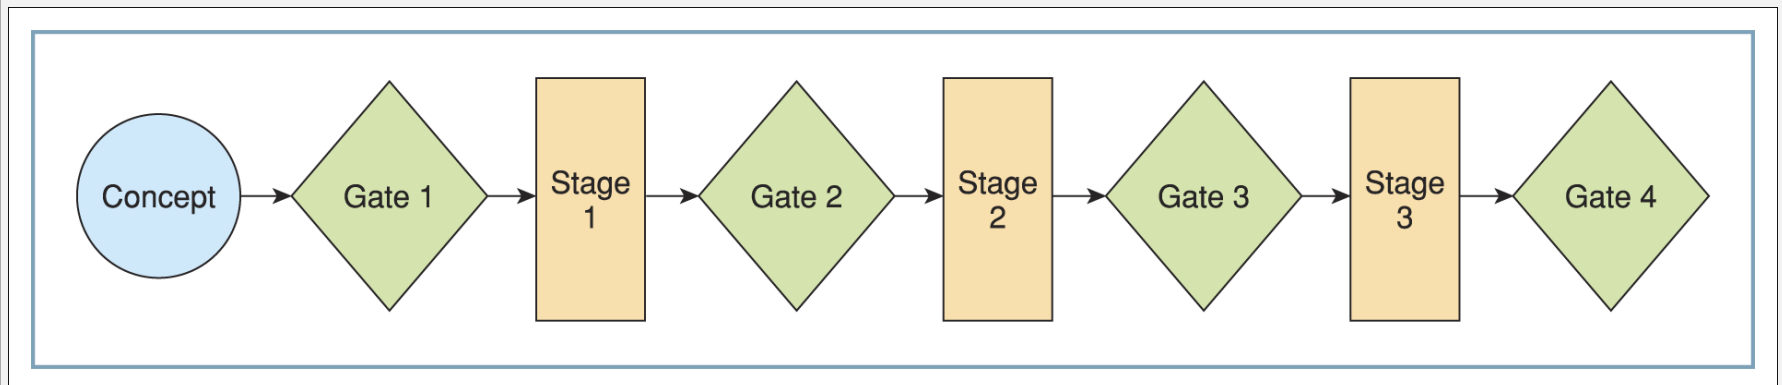 Concept
Gate 1
Stage
1
Gate 2
Stage
2
Gate 3
Stage
3
Gate 4